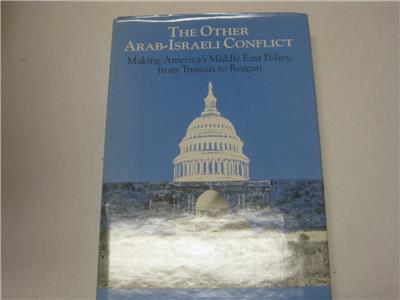 THE OTHER
ARAB-ISRAELI CONFLICT
Making America's Middle East Policy,
from Truman to Reagan